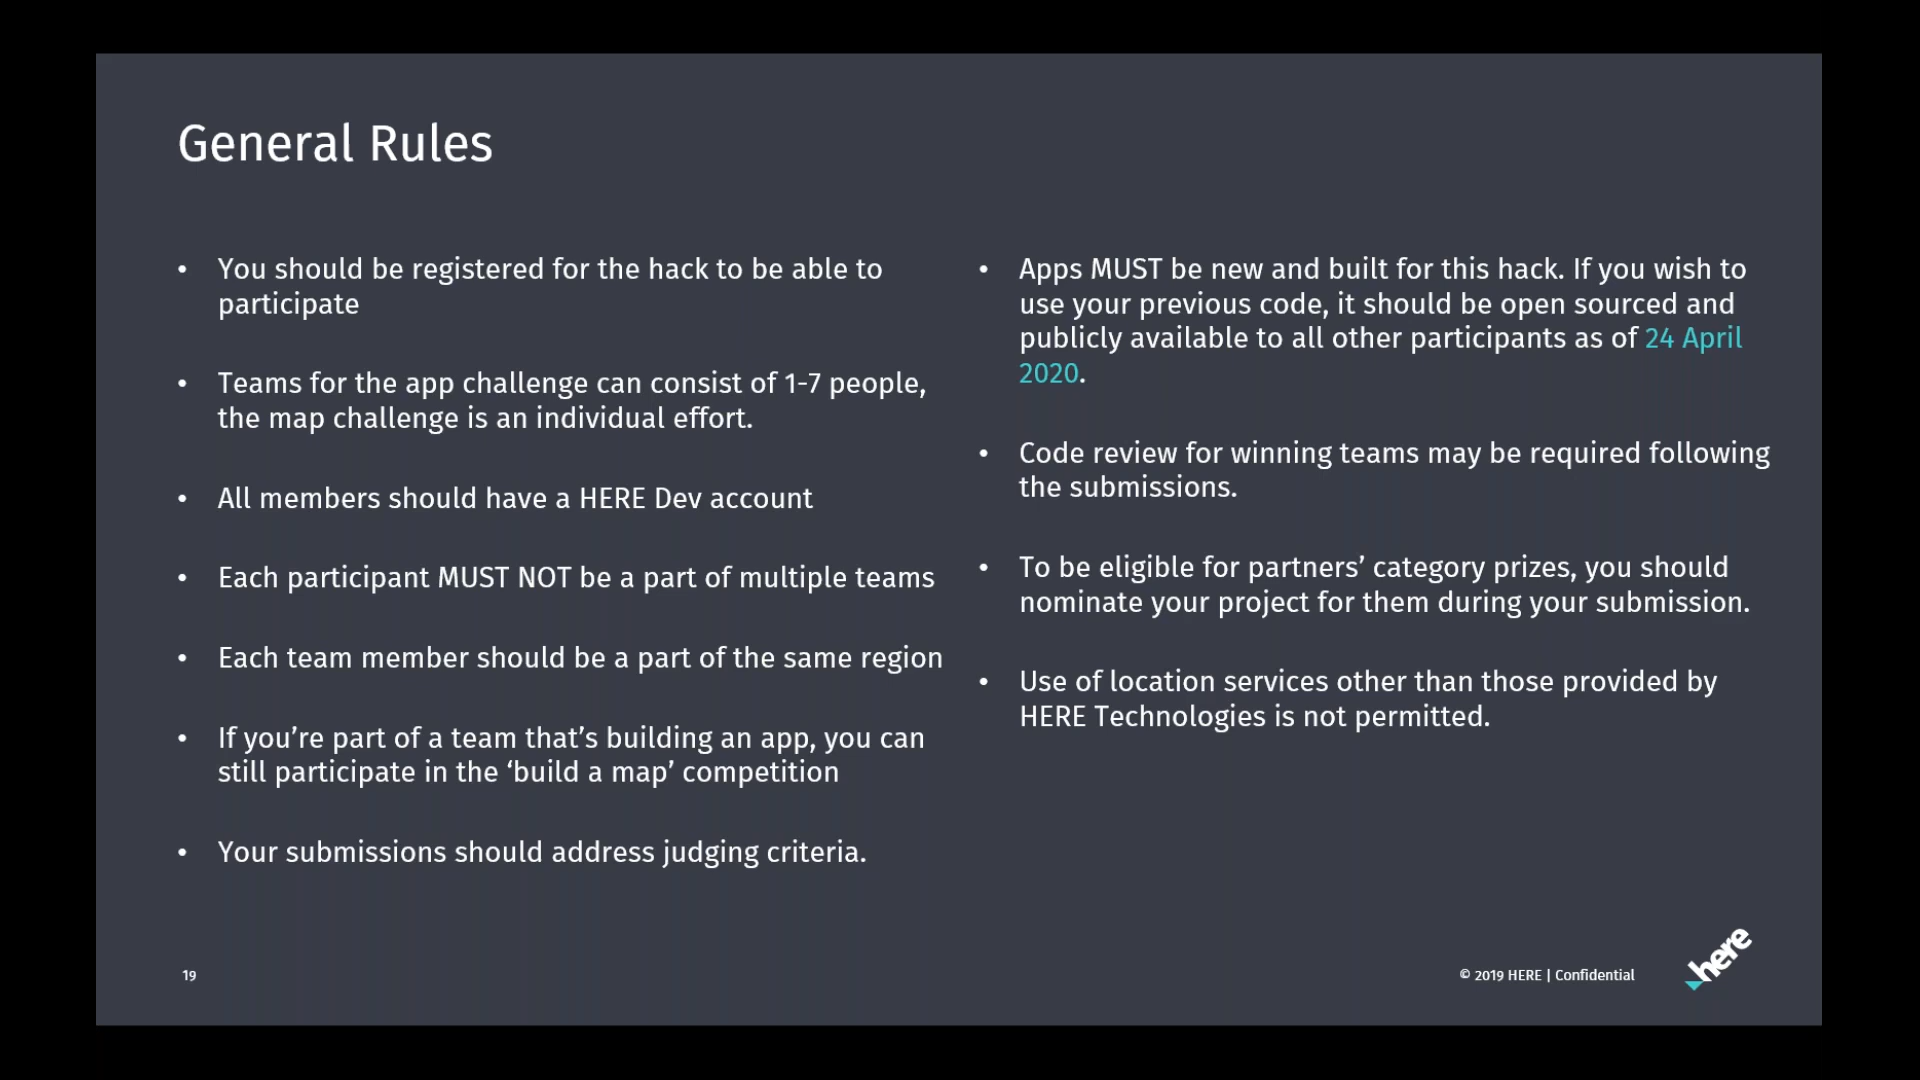 General Rules
• You should be registered for the hack to be able to
participate
• Teams for the app challenge can consist of 1-7 people,
the map challenge is an individual effort.
• All members should have a HERE Dev account
• Each participant MUST NOT be a part of multiple teams
• Each team member should be a part of the same region
• If you’re part of a team that’s building an app, you can
still participate in the ‘build a map’ competition
• Your submissions should address judging criteria.
• Apps MUST be new and built for this hack. If you wish to
use your previous code, it should be open sourced and
publicly available to all other participants as of 24 April
2020.
• Code review for winning teams may be required following
the submissions.
• To be eligible for partners’ category prizes, you should
nominate your project for them during your submission.
• Use of location services other than those provided by
HERE Technologies is not permitted.
19
© 2019 HERE | Confidential
here